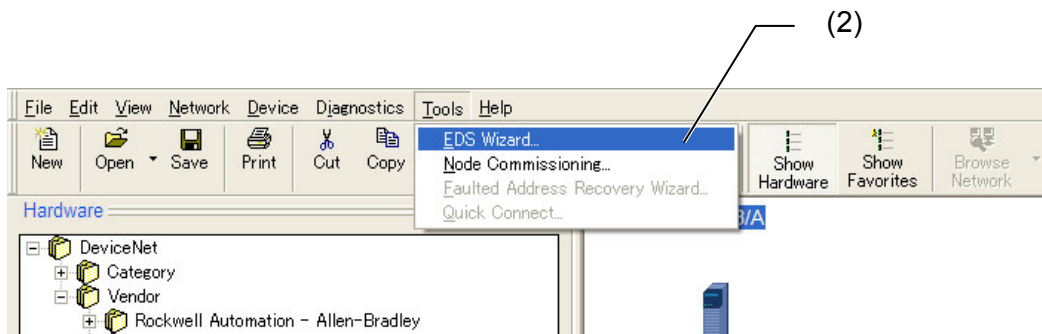 (2)
File Edit View Network Device Diagnostics Tools Help
New Open Save Print Cut Copy Show Hardware Show Favorites Browse Network
EDS Wizard...
Node Commissioning...
Faulted Address Recovery Wizard...
Quick Connect...
Hardware
/A
DeviceNet
Category
Vendor
Rockwell Automation - Allen-Bradley